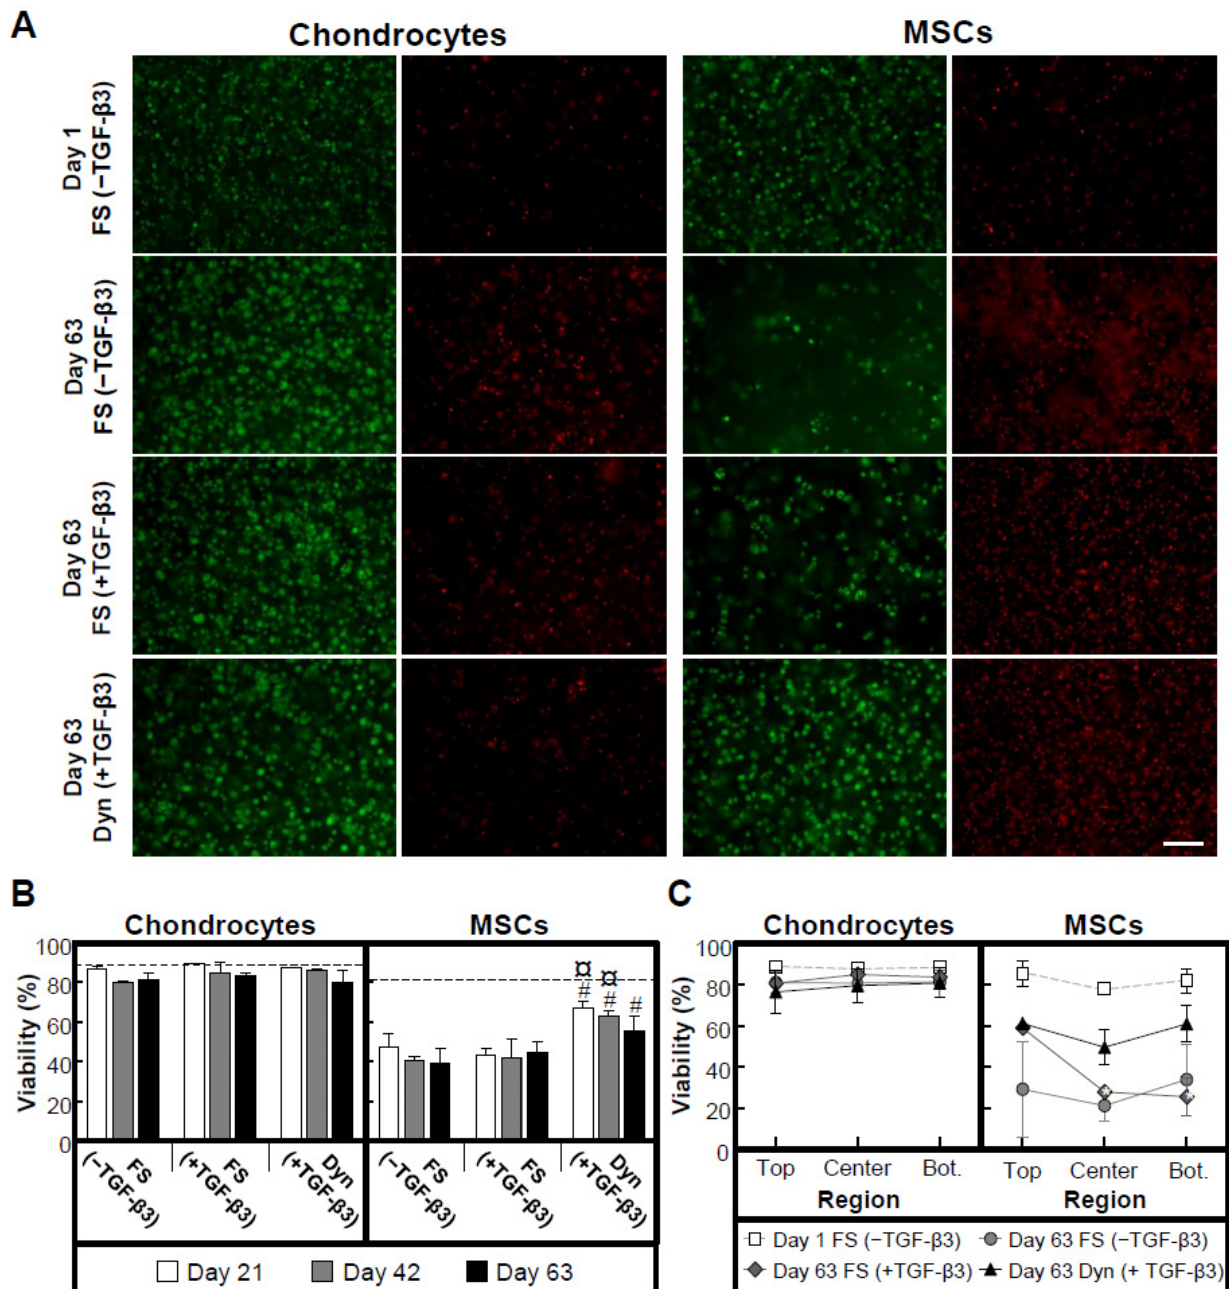 A
Chondrocytes
MSCs
Day 1
FS (−TGF-β3)
Day 63
FS (−TGF-β3)
Day 63
FS (+TGF-β3)
Day 63
Dyn (+TGF-β3)
B
Chondrocytes
MSCs
Viability (%)
100
80
60
40
20
0
¤
#
¤
#
#
FS
(−TGF-β3)
FS
(+TGF-β3)
Dyn
(+TGF-β3)
FS
(−TGF-β3)
FS
(+TGF-β3)
Dyn
(+TGF-β3)
Day 21
Day 42
Day 63
C
Chondrocytes
MSCs
Viability (%)
100
80
60
40
20
0
Top
Center
Bot.
Region
Top
Center
Bot.
Region
Day 1 FS (−TGF-β3)
Day 63 FS (−TGF-β3)
Day 63 FS (+TGF-β3)
Day 63 Dyn (+ TGF-β3)